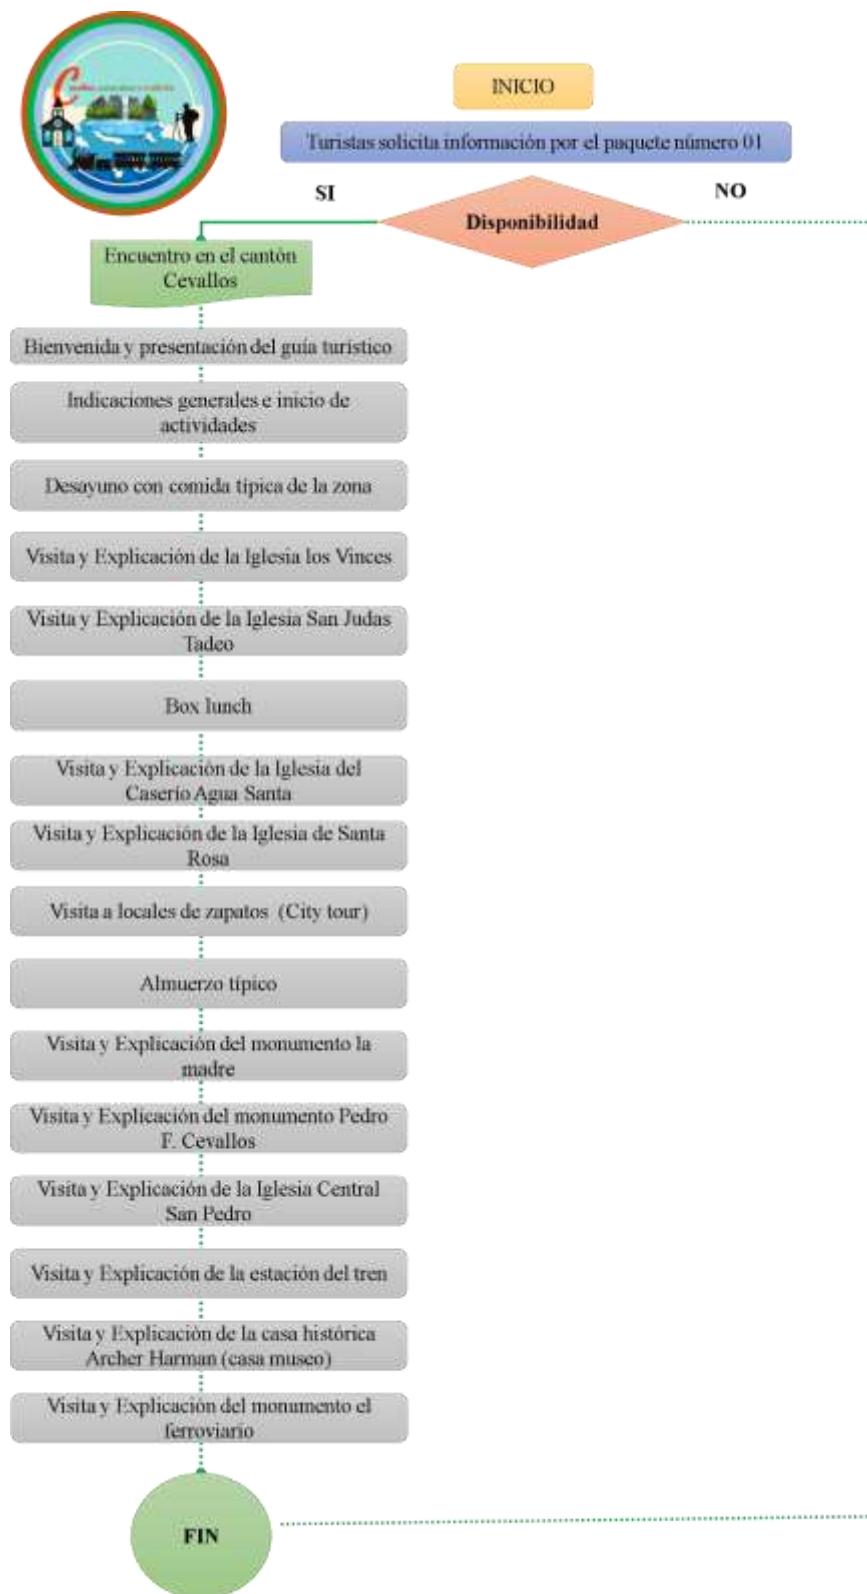 INICIO
Turistas solicita información por el paquete número 01
SI
NO
Disponibilidad
Encuentro en el cantón
Cevallos
Bienvenida y presentación del guía turístico
Indicaciones generales e inicio de
actividades
Desayuno con comida típica de la zona
Visita y Explicación de la Iglesia los Vinces
Visita y Explicación de la Iglesia San Judas
Tadeo
Box lunch
Visita y Explicación de la Iglesia del
Caserío Agua Santa
Visita y Explicación de la Iglesia de Santa
Rosa
Visita a locales de zapatos (City tour)
Almuerzo típico
Visita y Explicación del monumento la
madre
Visita y Explicación del monumento Pedro
F. Cevallos
Visita y Explicación de la Iglesia Central
San Pedro
Visita y Explicación de la estación del tren
Visita y Explicación de la casa histórica
Archer Harman (casa museo)
Visita y Explicación del monumento el
ferroviario
FIN